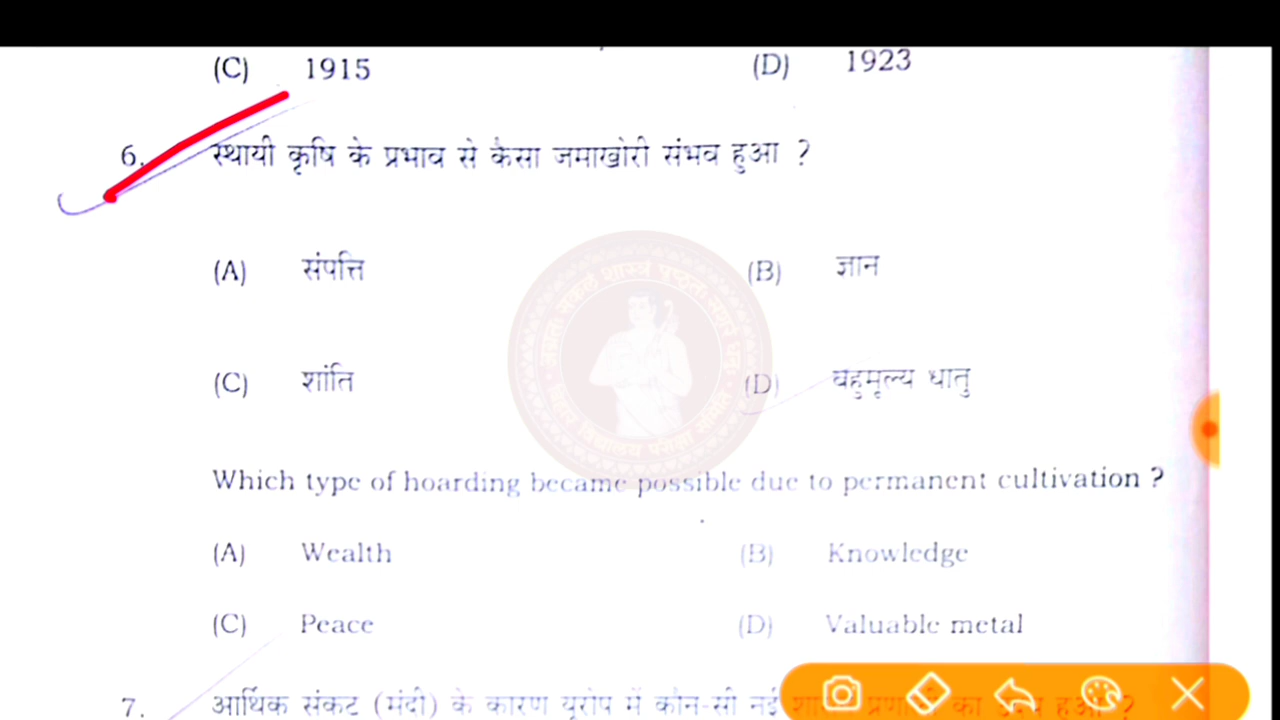 (C) 1915 (D) 1923
6. स्थायी कृषि के प्रभाव से कैसा जमाखोरी संभव हुआ ?
(A) संपत्ति (B) ज्ञान
(C) शांति (D) बहुमूल्य धातु
Which type of hoarding became possible due to permanent cultivation ?
(A) Wealth (B) Knowledge
(C) Peace (D) Valuable metal
7. आर्थिक संकट (मंदी) के कारण यूरोप में कौन-सी नई